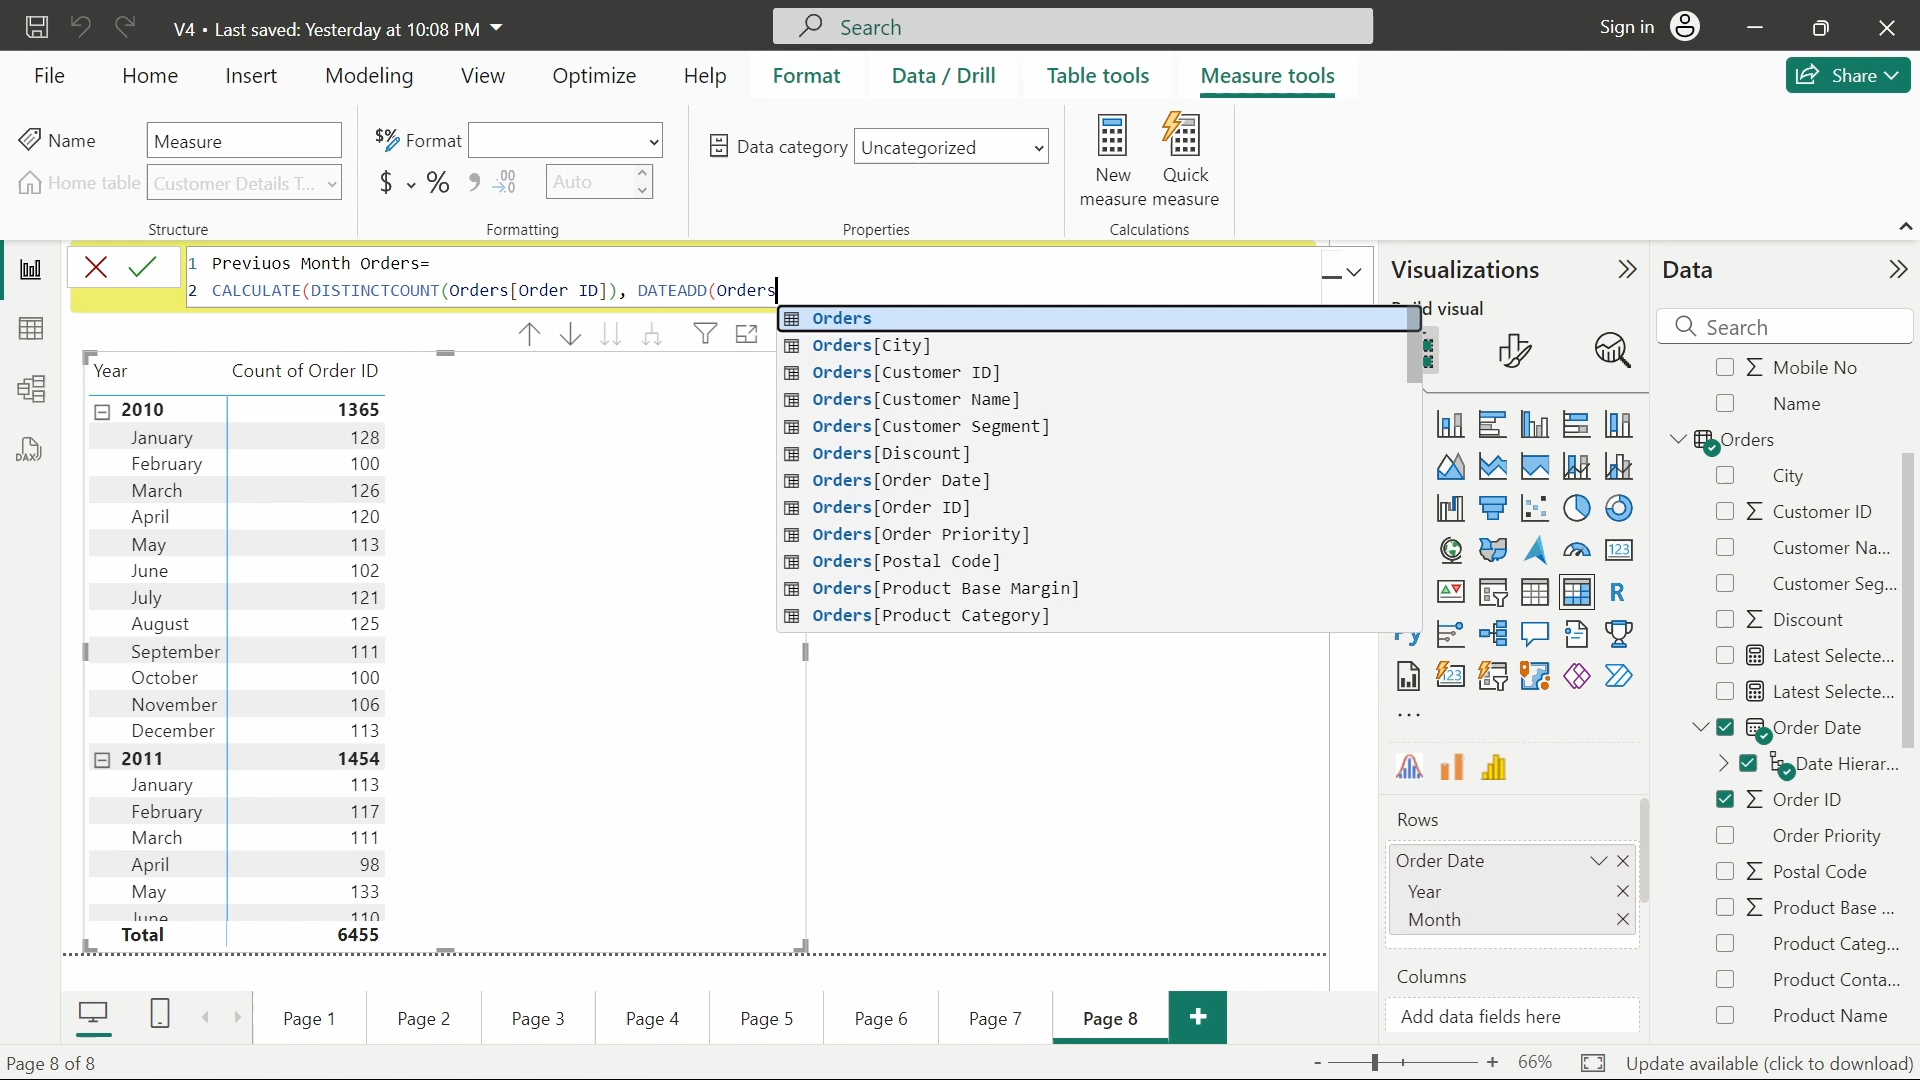 V4 • Last saved: Yesterday at 10:08 PM
Search
Sign in
File Home Insert Modeling View Optimize Help Format Data / Drill Table tools Measure tools
Share
Name Measure
Home table Customer Details T...
Structure
$% Format
$ % , .00
Auto
Formatting
Data category Uncategorized
Properties
New measure
Quick measure
Calculations
1 Previuos Month Orders=
2 CALCULATE(DISTINCTCOUNT(Orders[Order ID]), DATEADD(Orders
Orders
Orders[City]
Orders[Customer ID]
Orders[Customer Name]
Orders[Customer Segment]
Orders[Discount]
Orders[Order Date]
Orders[Order ID]
Orders[Order Priority]
Orders[Postal Code]
Orders[Product Base Margin]
Orders[Product Category]
DAX
Year Count of Order ID
2010 1365
January 128
February 100
March 126
April 120
May 113
June 102
July 121
August 125
September 111
October 100
November 106
December 113
2011 1454
January 113
February 117
March 111
April 98
May 133
June 110
Total 6455
Visualizations
ild visual
123
R
Py
123
...
Rows
Order Date
Year
Month
Columns
Add data fields here
Data
Search
Mobile No
Name
Orders
City
Customer ID
Customer Na...
Customer Seg...
Discount
Latest Selecte...
Latest Selecte...
Order Date
Date Hierar...
Order ID
Order Priority
Postal Code
Product Base ...
Product Categ...
Product Conta...
Product Name
Page 1 Page 2 Page 3 Page 4 Page 5 Page 6 Page 7 Page 8 +
Page 8 of 8
- + 66%
Update available (click to download)